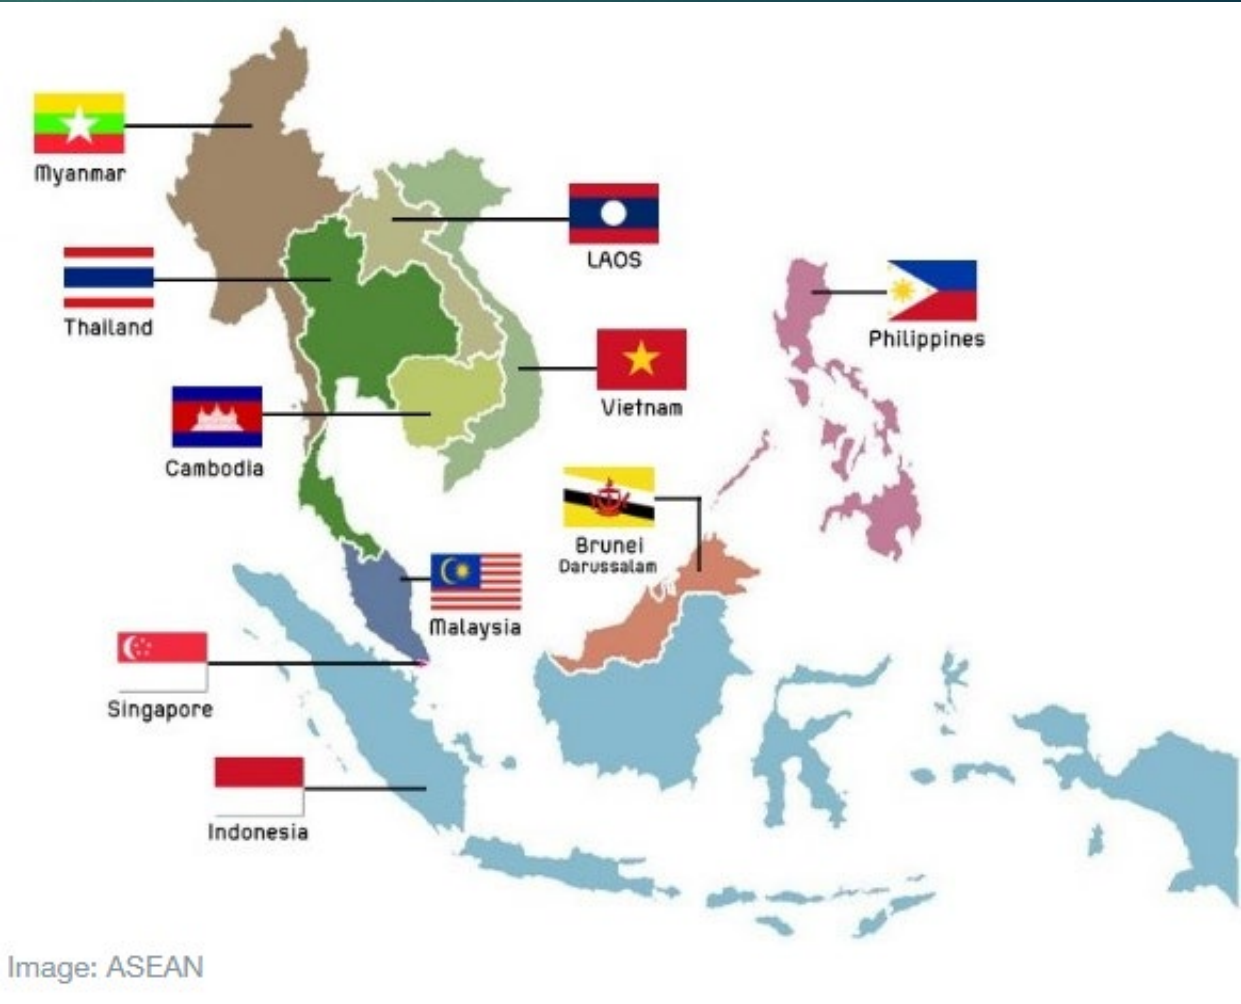 Myanmar
LAOS
Thailand
Philippines
Vietnam
Cambodia
Brunei
Darussalam
Malaysia
Singapore
Indonesia
Image: ASEAN